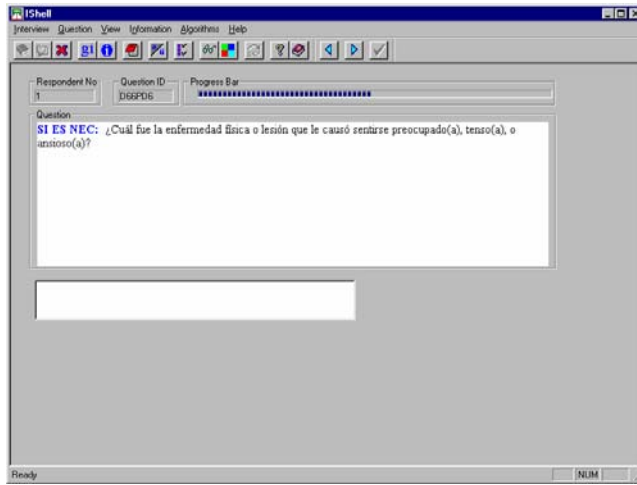 IShell
Interview Question View Information Algorithms Help
Respondent No Question ID Progress Bar
1 D66PD6
Question
SI ES NEC: ¿Cuál fue la enfermedad física o lesión que le causó sentirse preocupado(a), tenso(a), o
ansioso(a)?
Ready NUM